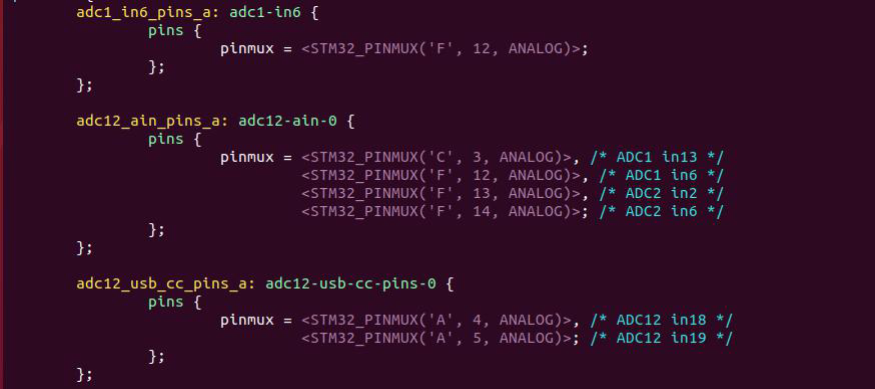 adc1_in6_pins_a: adc1-in6 {
pins {
pinmux = <STM32_PINMUX('F', 12, ANALOG)>;
};
};
adc12_ain_pins_a: adc12-ain-0 {
pins {
pinmux = <STM32_PINMUX('C', 3, ANALOG)>, /* ADC1 in13 */
<STM32_PINMUX('F', 12, ANALOG)>, /* ADC1 in6 */
<STM32_PINMUX('F', 13, ANALOG)>, /* ADC2 in2 */
<STM32_PINMUX('F', 14, ANALOG)>; /* ADC2 in6 */
};
};
adc12_usb_cc_pins_a: adc12-usb-cc-pins-0 {
pins {
pinmux = <STM32_PINMUX('A', 4, ANALOG)>, /* ADC12 in18 */
<STM32_PINMUX('A', 5, ANALOG)>; /* ADC12 in19 */
};
};